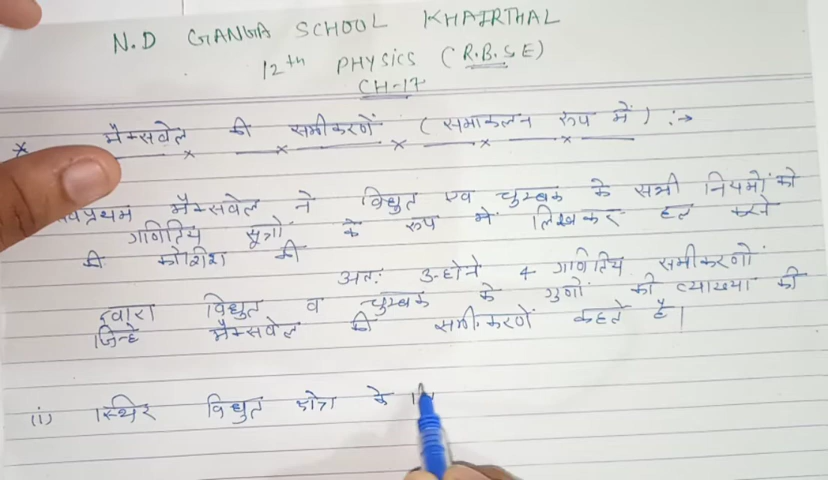 N.D GANGA SCHOOL KHAIRTHAL
12th PHYSICS (R.B.S.E)
CH-17
* मैक्सवेल की समीकरणें (समाकलन रूप में) :→
सर्वप्रथम मैक्सवेल ने विधुत एव चुम्बक के सभी नियमों को
गणितिय सूत्रों के रूप में लिखकर हल करने
की कोशिश की
अत: उन्होने 4 गणितिय समीकरणों
द्वारा विधुत व चुम्बक के गुणों की व्याख्या की
जिन्हे मैक्सवेल की समीकरणें कहते है।
(i) स्थिर विधुत क्षेत्र के